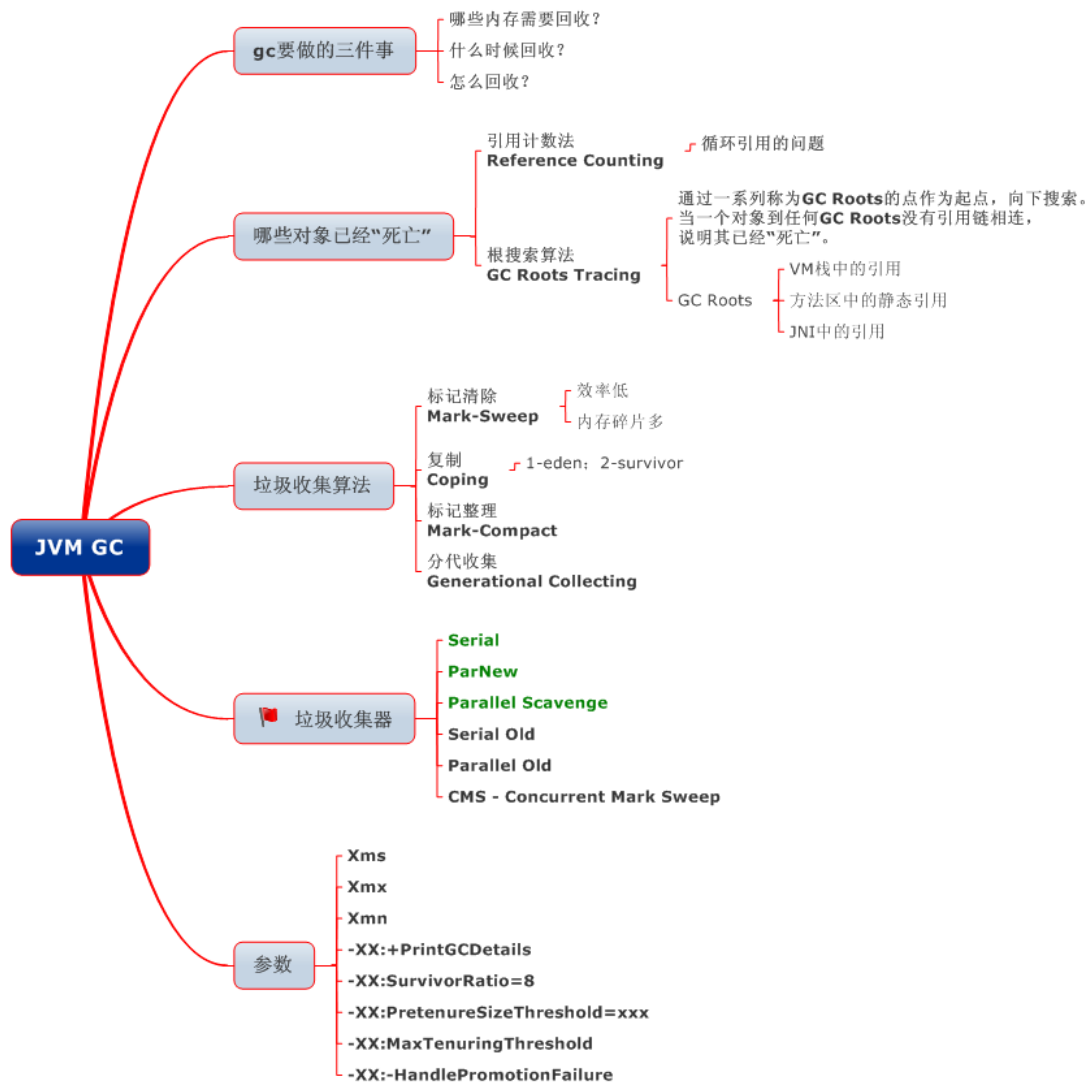 gc要做的三件事
哪些内存需要回收？
什么时候回收？
怎么回收？
哪些对象已经“死亡”
引用计数法
Reference Counting
循环引用的问题
根搜索算法
GC Roots Tracing
通过一系列称为GC Roots的点作为起点，向下搜索。
当一个对象到任何GC Roots没有引用链相连，
说明其已经“死亡”。
GC Roots
VM栈中的引用
方法区中的静态引用
JNI中的引用
垃圾收集算法
标记清除
Mark-Sweep
效率低
内存碎片多
复制
Coping
1-eden；2-survivor
标记整理
Mark-Compact
分代收集
Generational Collecting
JVM GC
垃圾收集器
Serial
ParNew
Parallel Scavenge
Serial Old
Parallel Old
CMS - Concurrent Mark Sweep
参数
Xms
Xmx
Xmn
-XX:+PrintGCDetails
-XX:SurvivorRatio=8
-XX:PretenureSizeThreshold=xxx
-XX:MaxTenuringThreshold
-XX:-HandlePromotionFailure